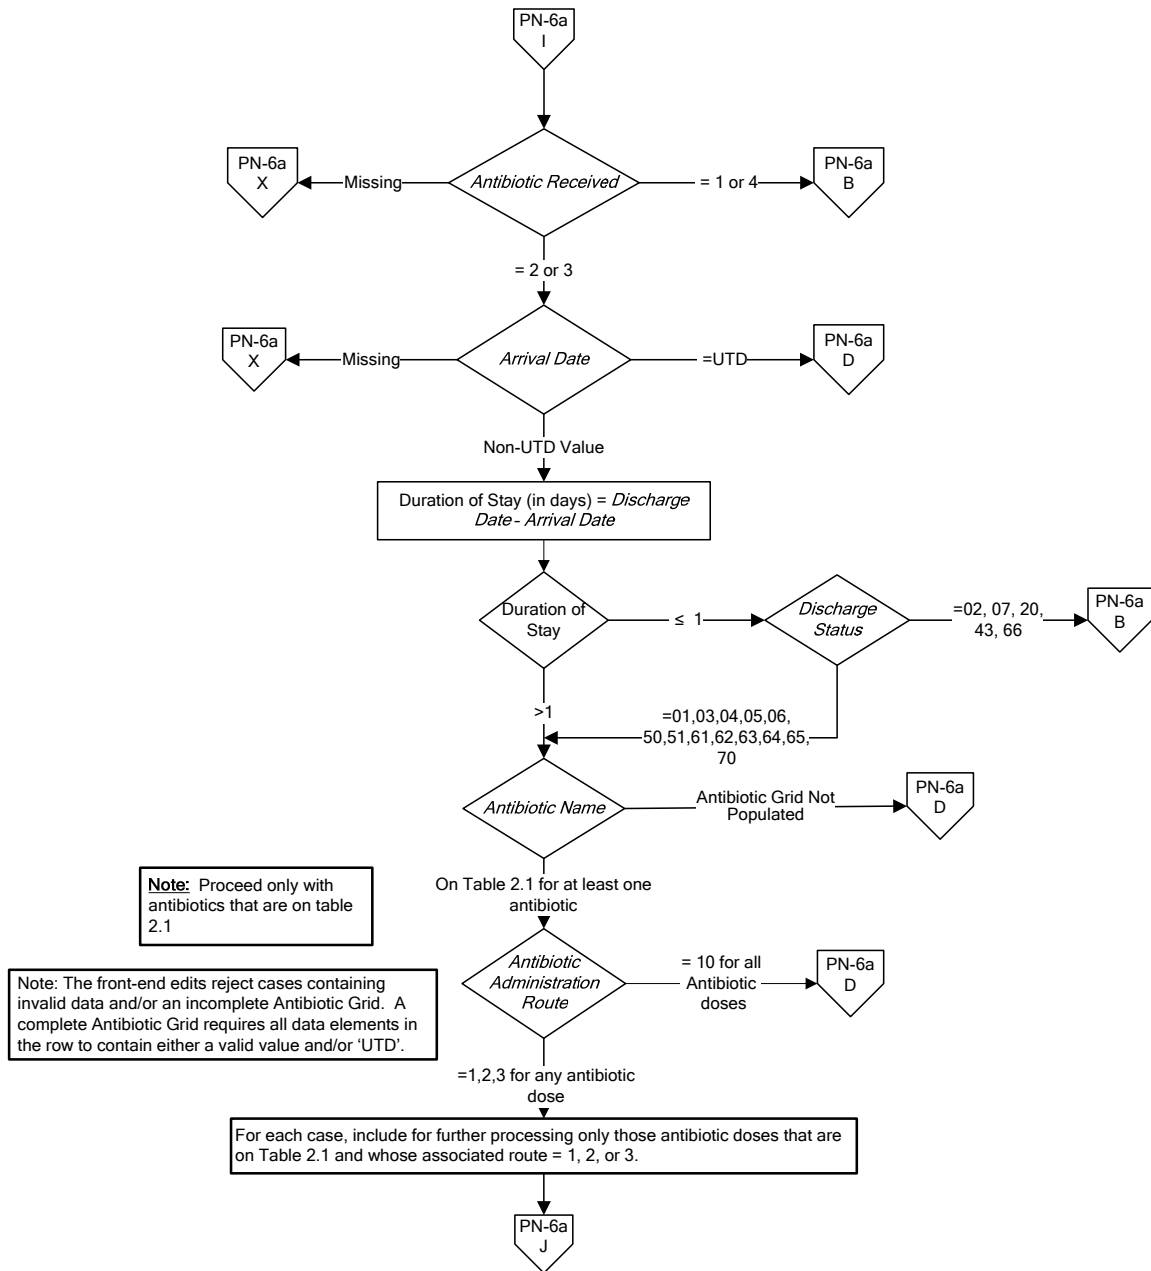 PN-6a
I
PN-6a
X
Missing
Antibiotic Received
= 1 or 4
PN-6a
B
= 2 or 3
PN-6a
X
Missing
Arrival Date
=UTD
PN-6a
D
Non-UTD Value
Duration of Stay (in days) = Discharge
Date - Arrival Date
Duration of
Stay
≤ 1
Discharge
Status
=02, 07, 20,
43, 66
PN-6a
B
>1
=01,03,04,05,06,
50,51,61,62,63,64,65,
70
Antibiotic Name
Antibiotic Grid Not
Populated
PN-6a
D
Note: Proceed only with
antibiotics that are on table
2.1
On Table 2.1 for at least one
antibiotic
Antibiotic
Administration
Route
= 10 for all
Antibiotic
doses
PN-6a
D
Note: The front-end edits reject cases containing
invalid data and/or an incomplete Antibiotic Grid. A
complete Antibiotic Grid requires all data elements in
the row to contain either a valid value and/or ‘UTD’.
=1,2,3 for any antibiotic
dose
For each case, include for further processing only those antibiotic doses that are
on Table 2.1 and whose associated route = 1, 2, or 3.
PN-6a
J